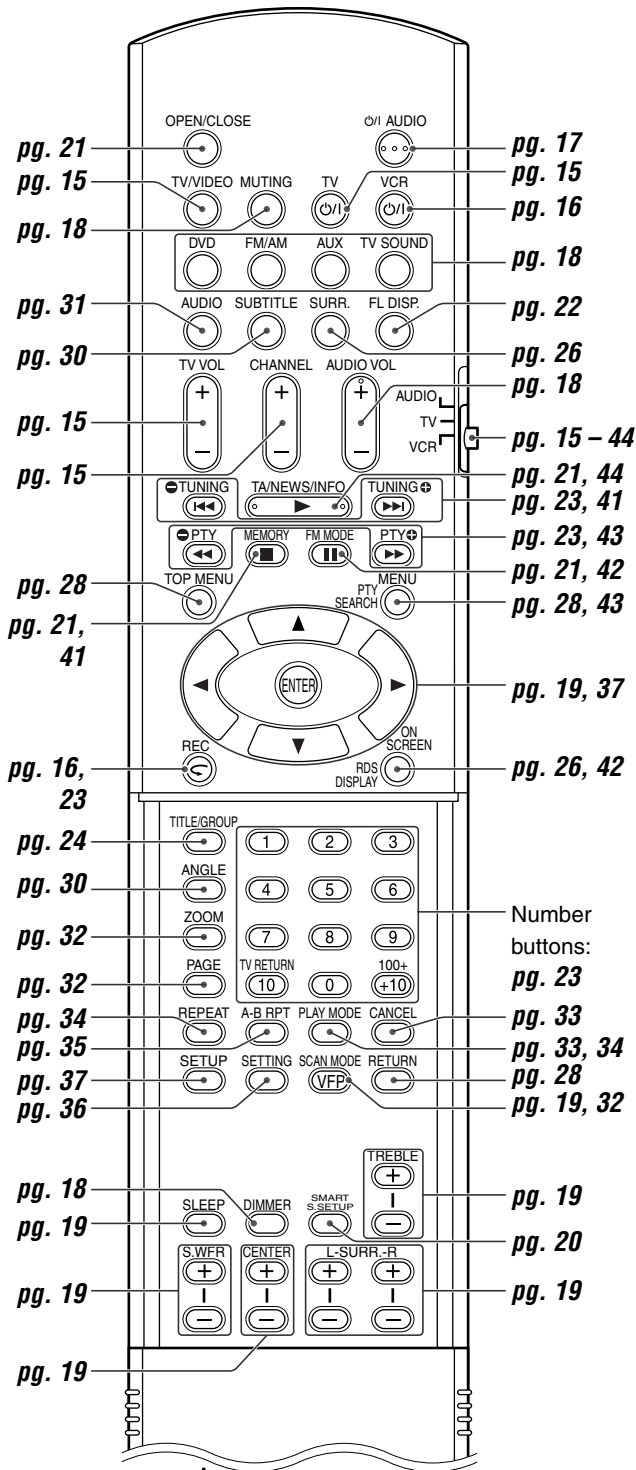 OPEN/CLOSE
⏻/I AUDIO
pg. 21
pg. 17
pg. 15
TV/VIDEO MUTING TV VCR
pg. 15
⏻/I ⏻/I
pg. 16
pg. 18
DVD FM/AM AUX TV SOUND
pg. 18
pg. 31
AUDIO SUBTITLE SURR. FL DISP.
pg. 22
pg. 30
pg. 26
TV VOL CHANNEL AUDIO VOL
pg. 18
+ + +
AUDIO
TV
VCR
pg. 15
– – –
pg. 15 – 44
pg. 15
pg. 21, 44
TUNING TA/NEWS/INFO TUNING
pg. 23, 41
PTY MEMORY FM MODE PTY
pg. 23, 43
pg. 21, 42
pg. 28
TOP MENU
MENU
PTY
SEARCH
pg. 28, 43
pg. 21,
41
ENTER
pg. 19, 37
REC
ON
SCREEN
RDS
DISPLAY
pg. 26, 42
pg. 16,
23
TITLE/GROUP
pg. 24
1 2 3
ANGLE
pg. 30
4 5 6
ZOOM
pg. 32
7 8 9
Number
buttons:
pg. 23
PAGE
pg. 32
TV RETURN 100+
10 0 +10
REPEAT A-B RPT PLAY MODE CANCEL
pg. 34
pg. 33
pg. 35
pg. 33, 34
SETUP SETTING SCAN MODE RETURN
pg. 37
VFP
pg. 28
pg. 36
pg. 19, 32
TREBLE
+
–
pg. 19
pg. 18
SLEEP DIMMER SMART
S.SETUP
pg. 19
pg. 20
S.WFR CENTER L-SURR.-R
+ + + +
pg. 19
pg. 19
– – – –
pg. 19